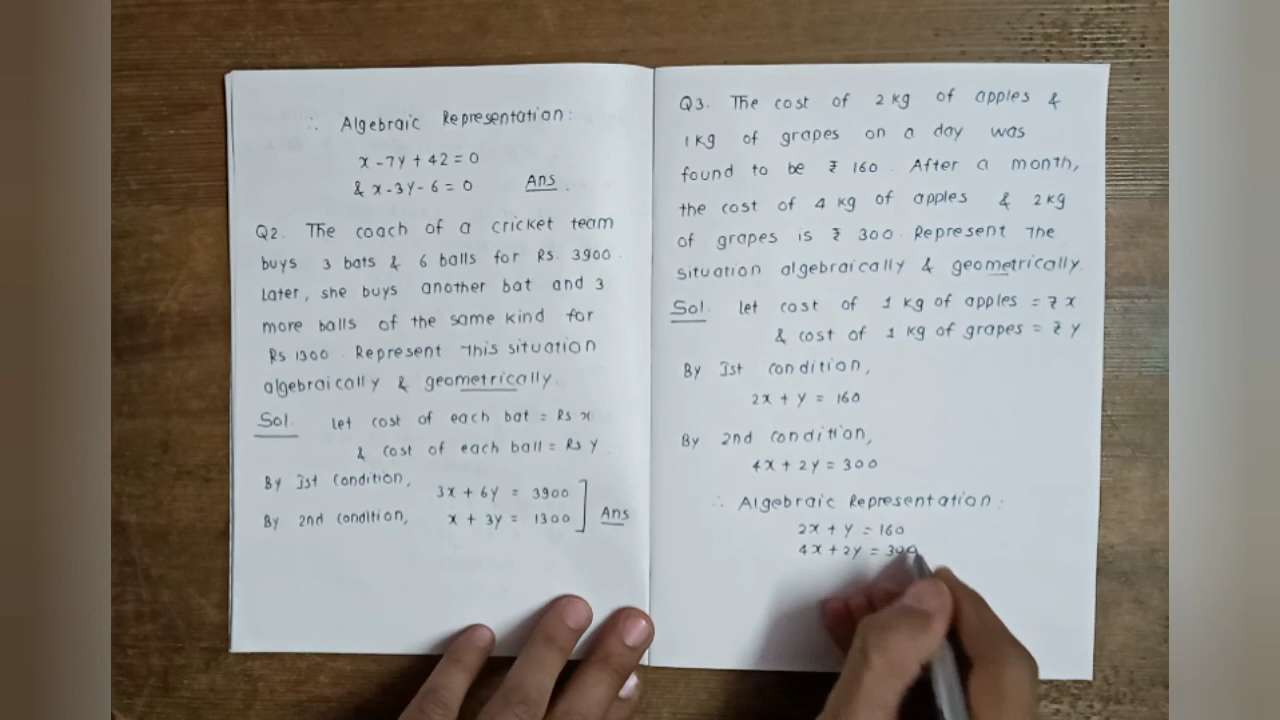 ∴ Algebraic Representation:
x - 7y + 42 = 0
& x - 3y - 6 = 0 Ans.
Q2. The coach of a cricket team
buys 3 bats & 6 balls for Rs. 3900.
Later, she buys another bat and 3
more balls of the same kind for
Rs 1300. Represent this situation
algebraically & geometrically.
Sol. let cost of each bat = Rs x
& cost of each ball = Rs y.
By Ist condition, 3x + 6y = 3900
By 2nd condition, x + 3y = 1300 ] Ans
Q3. The cost of 2 kg of apples &
1 kg of grapes on a day was
found to be ₹ 160. After a month,
the cost of 4 kg of apples & 2 kg
of grapes is ₹ 300. Represent the
situation algebraically & geometrically.
Sol. let cost of 1 kg of apples = ₹ x
& cost of 1 kg of grapes = ₹ y
By Ist condition,
2x + y = 160
By 2nd condition,
4x + 2y = 300
∴ Algebraic Representation:
2x + y = 160
4x + 2y = 300